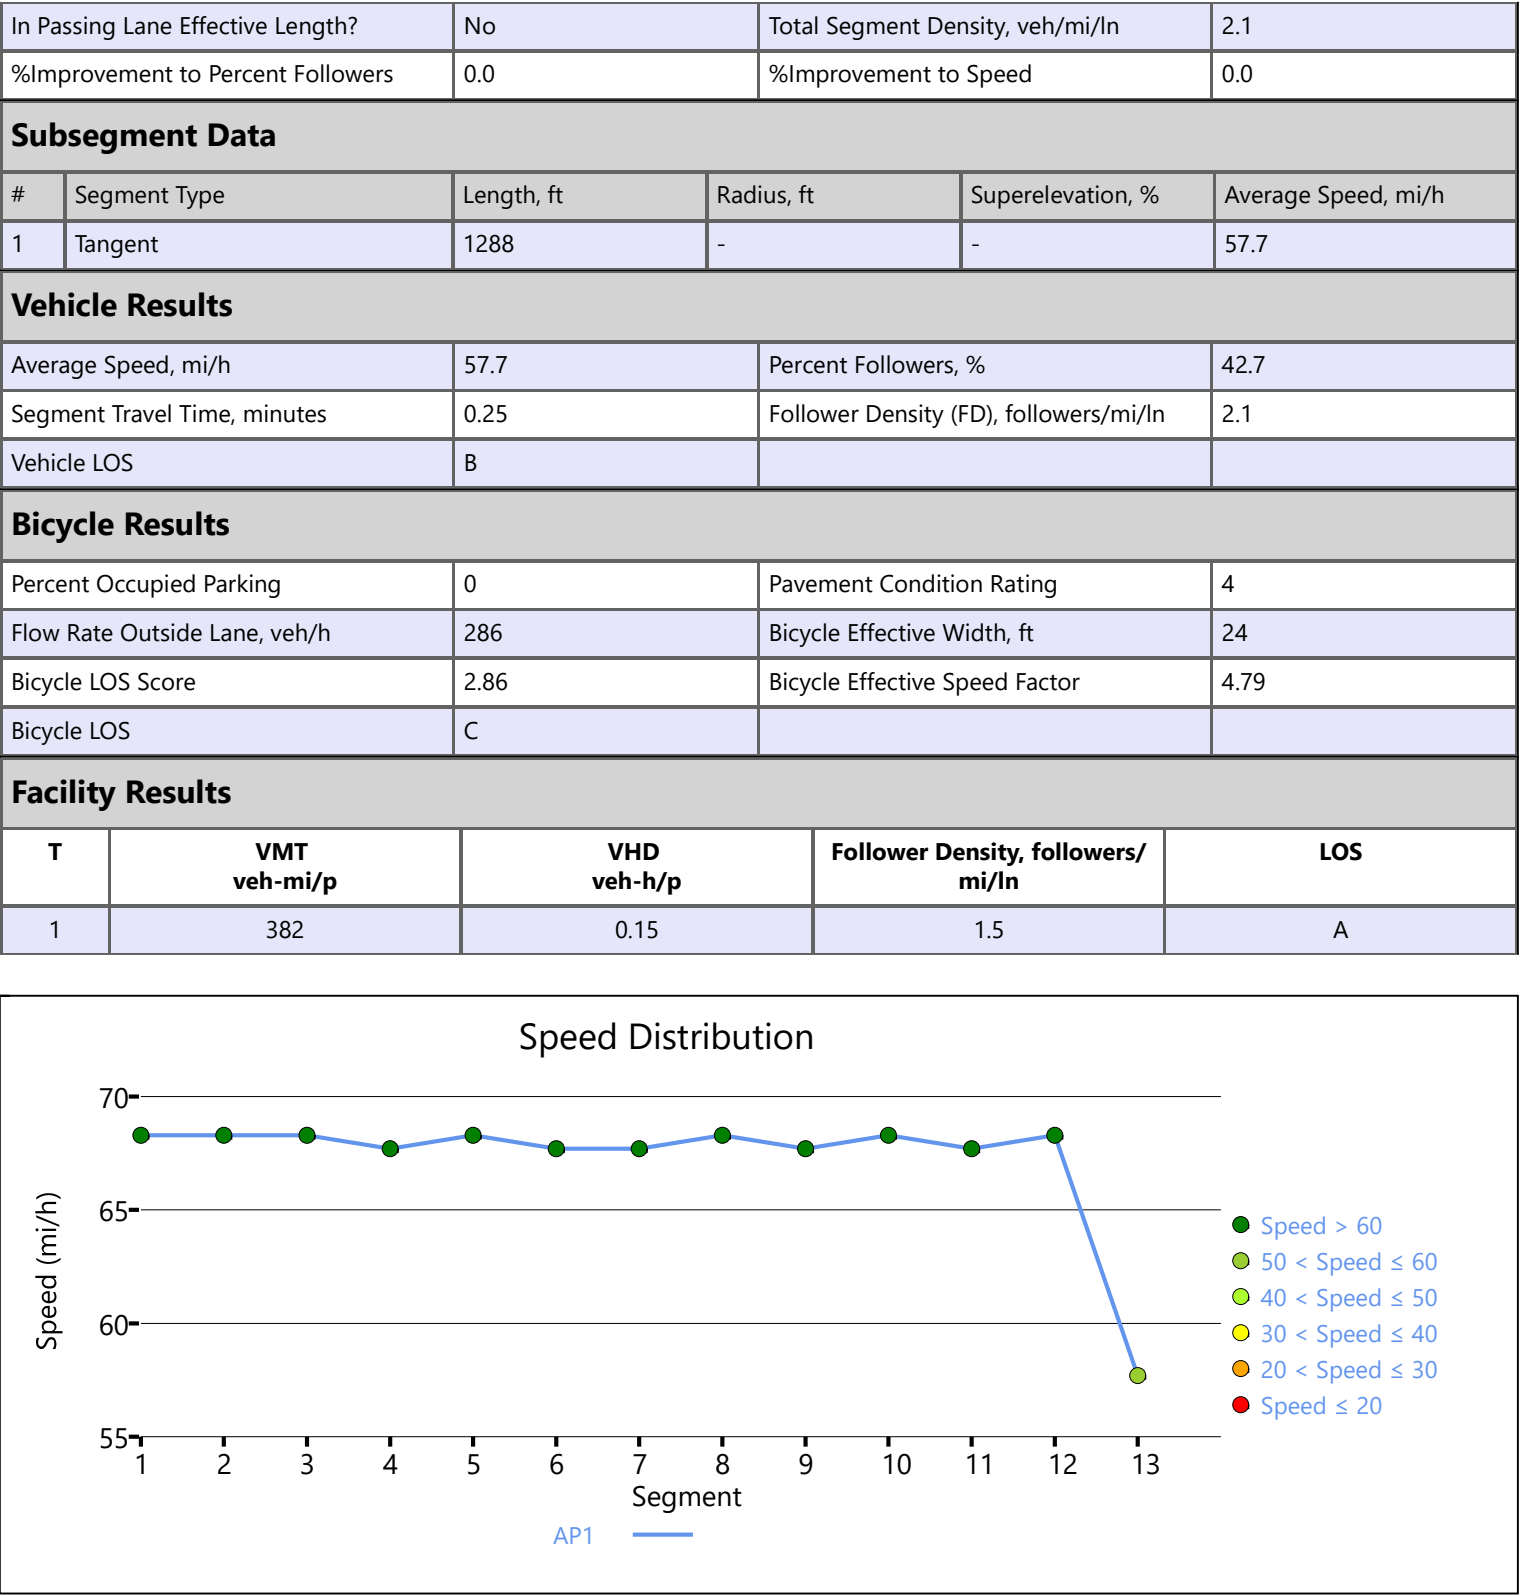 In Passing Lane Effective Length? No Total Segment Density, veh/mi/ln 2.1
%Improvement to Percent Followers 0.0 %Improvement to Speed 0.0
Subsegment Data
# Segment Type Length, ft Radius, ft Superelevation, % Average Speed, mi/h
1 Tangent 1288 - - 57.7
Vehicle Results
Average Speed, mi/h 57.7 Percent Followers, % 42.7
Segment Travel Time, minutes 0.25 Follower Density (FD), followers/mi/ln 2.1
Vehicle LOS B
Bicycle Results
Percent Occupied Parking 0 Pavement Condition Rating 4
Flow Rate Outside Lane, veh/h 286 Bicycle Effective Width, ft 24
Bicycle LOS Score 2.86 Bicycle Effective Speed Factor 4.79
Bicycle LOS C
Facility Results
T VMT VHD Follower Density, followers/ LOS
veh-mi/p veh-h/p mi/ln
1 382 0.15 1.5 A
Speed Distribution
70
65
60
55
Speed (mi/h)
1 2 3 4 5 6 7 8 9 10 11 12 13
Segment
AP1
Speed > 60
50 < Speed ≤ 60
40 < Speed ≤ 50
30 < Speed ≤ 40
20 < Speed ≤ 30
Speed ≤ 20